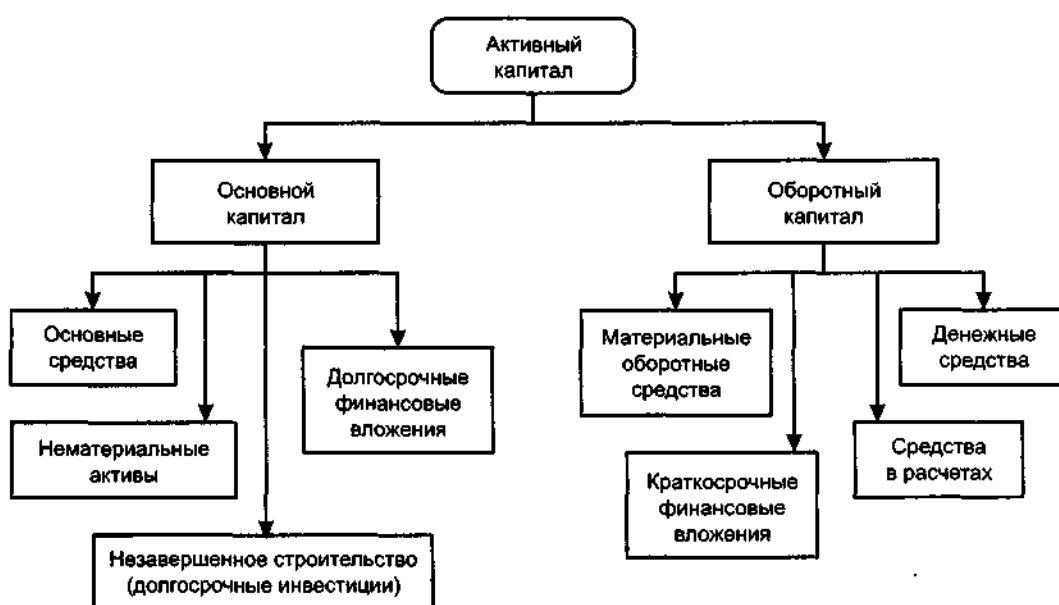 Активный
капитал
Основной
капитал
Оборотный
капитал
Основные
средства
Нематериальные
активы
Долгосрочные
финансовые
вложения
Незавершенное строительство
(долгосрочные инвестиции)
Материальные
оборотные
средства
Краткосрочные
финансовые
вложения
Средства
в расчетах
Денежные
средства